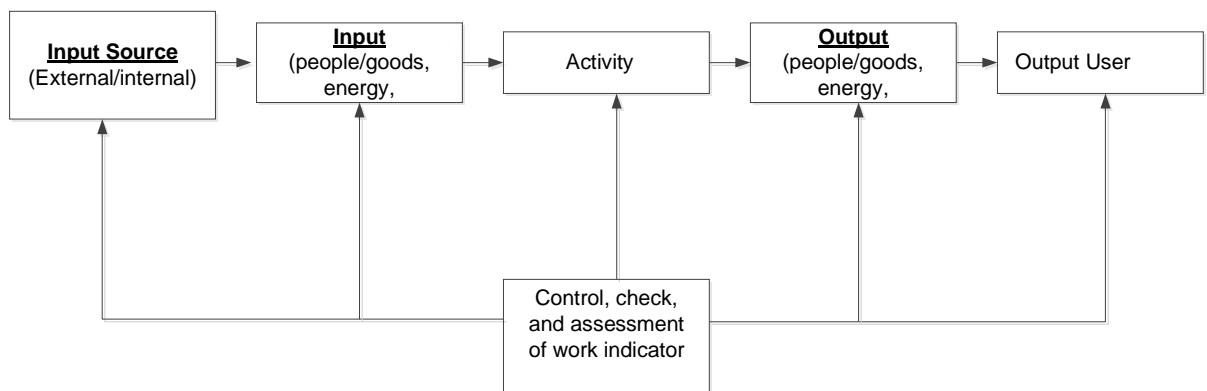 Input Source
(External/internal)
Input
(people/goods,
energy,
Activity
Output
(people/goods,
energy,
Output User
Control, check,
and assessment
of work indicator